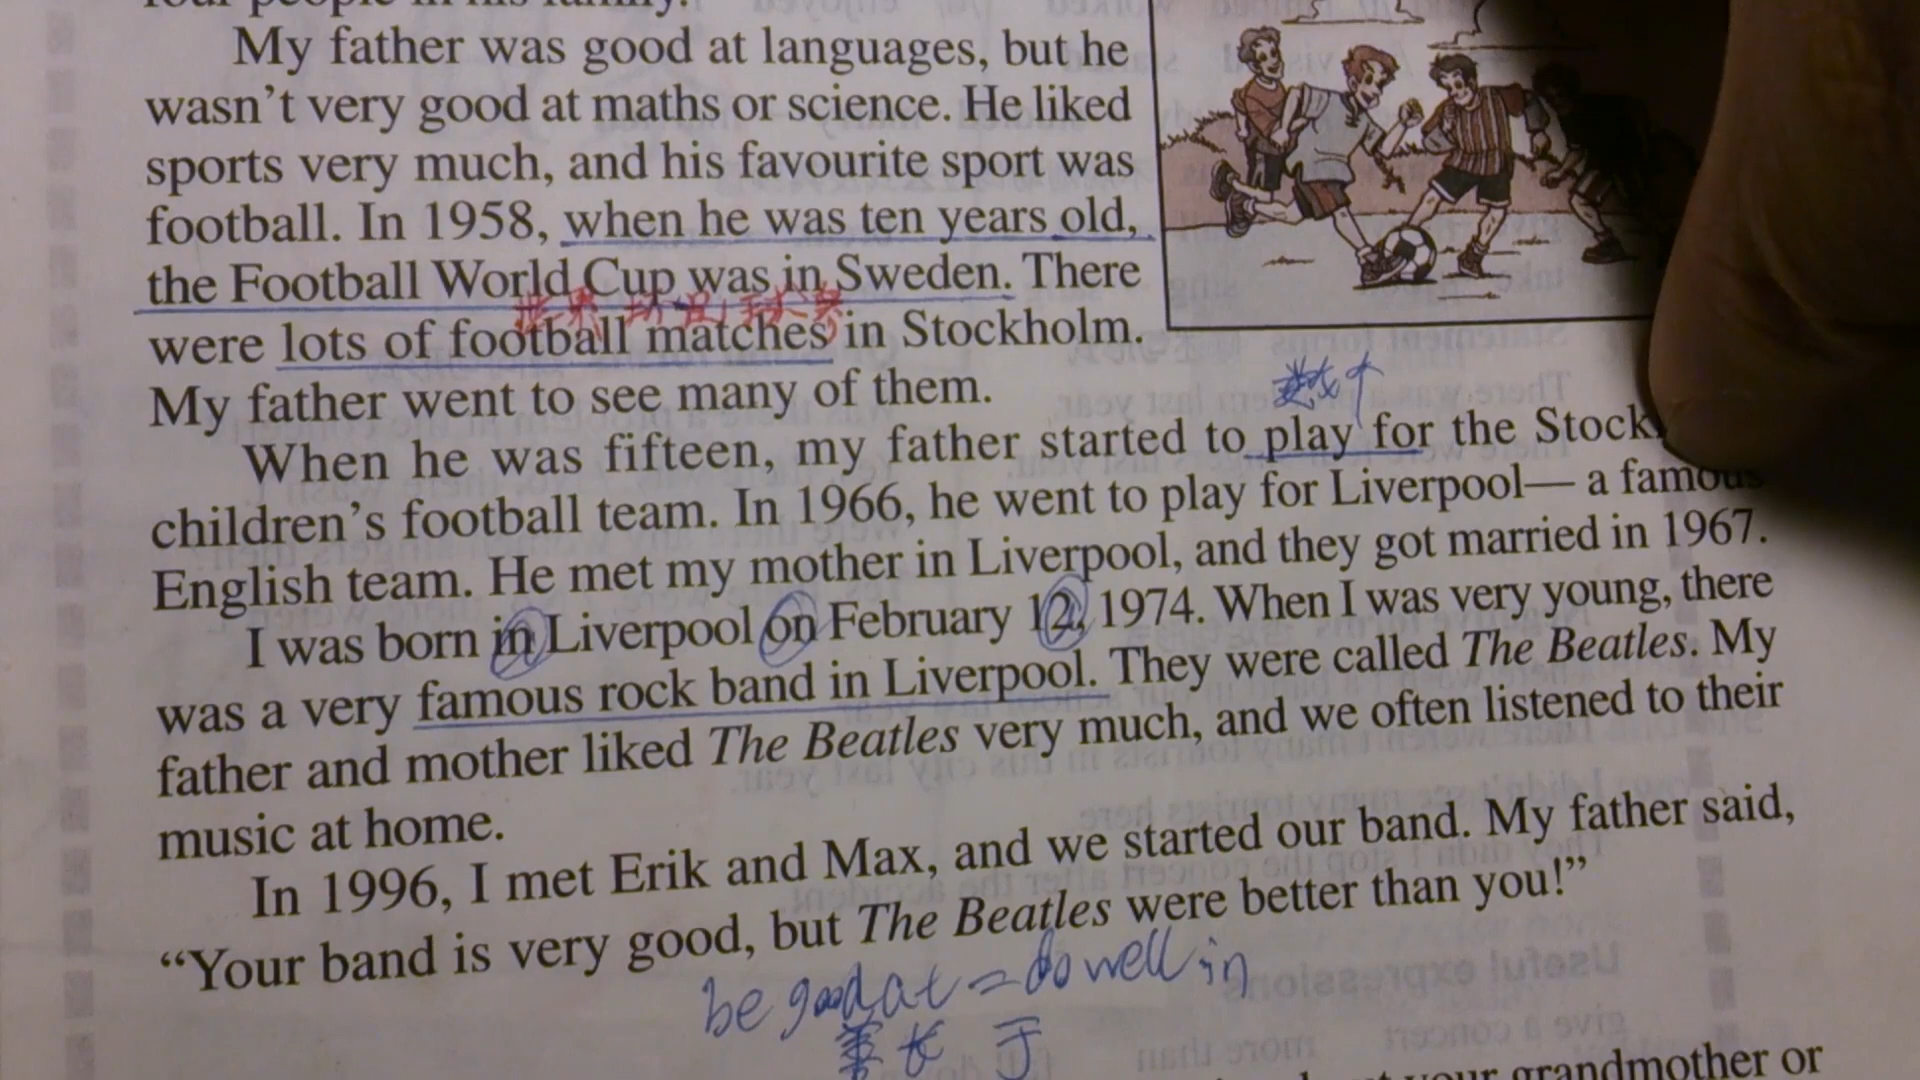 My father was good at languages, but he
wasn't very good at maths or science. He liked
sports very much, and his favourite sport was
football. In 1958, when he was ten years old,
the Football World Cup was in Sweden. There
were lots of football matches in Stockholm.
My father went to see many of them.
When he was fifteen, my father started to play for the Stock
children's football team. In 1966, he went to play for Liverpool— a famous
English team. He met my mother in Liverpool, and they got married in 1967.
I was born in Liverpool on February 12, 1974. When I was very young, there
was a very famous rock band in Liverpool. They were called The Beatles. My
father and mother liked The Beatles very much, and we often listened to their
music at home.
In 1996, I met Erik and Max, and we started our band. My father said,
“Your band is very good, but The Beatles were better than you!”
be good at = do well in
善长 于
your grandmother or